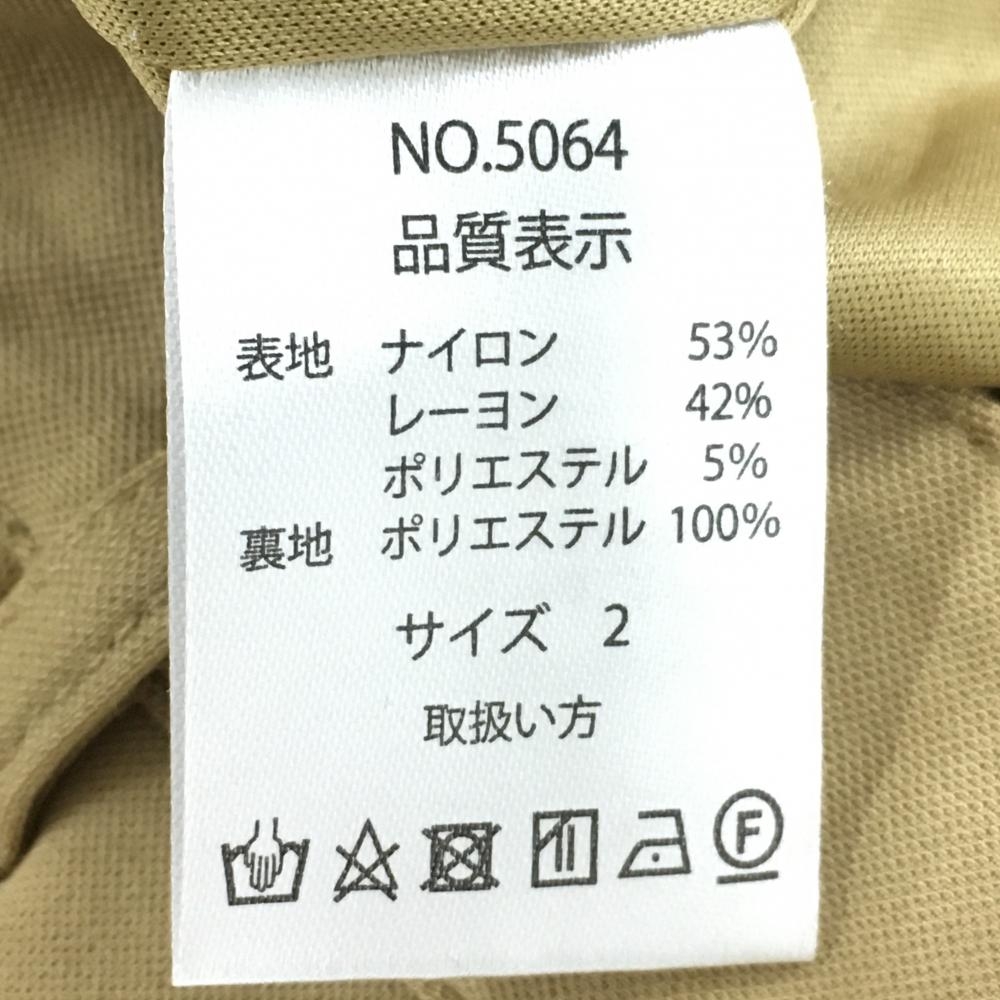 NO.5064
品質表示
表地 ナイロン 53%
レーヨン 42%
ポリエステル 5%
裏地 ポリエステル 100%
サイズ 2
取扱い方
F